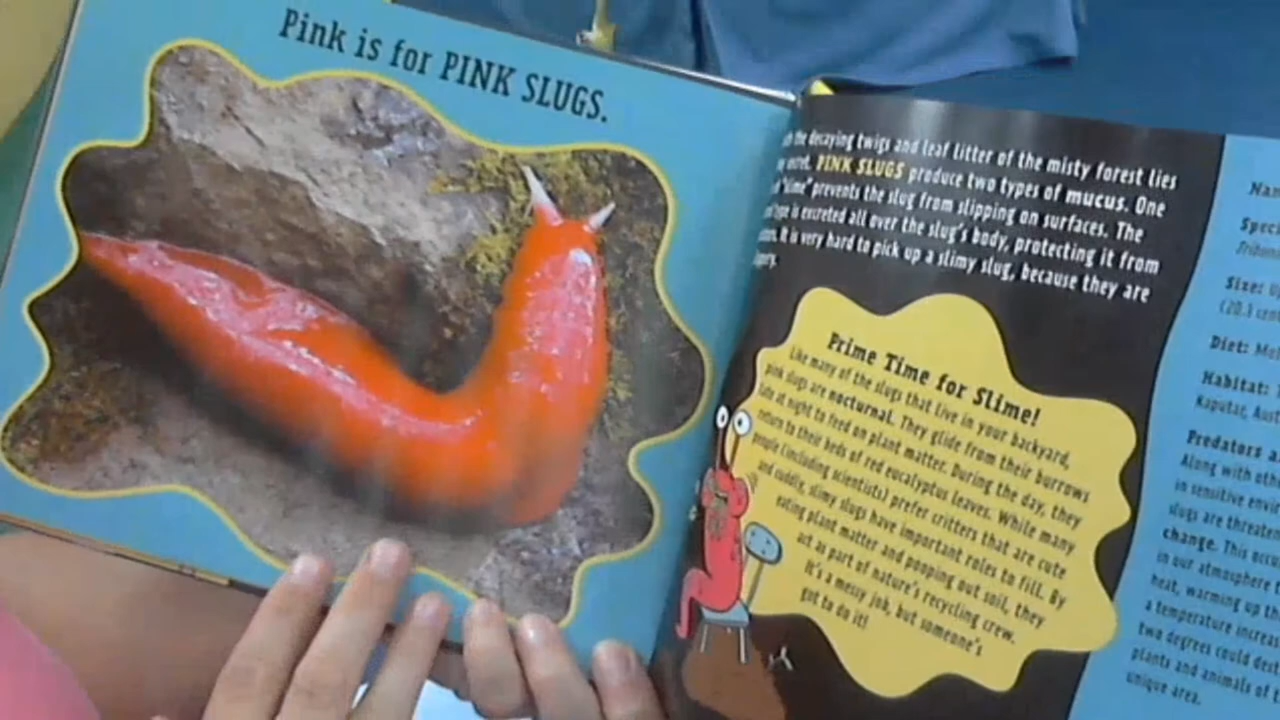 Pink is for PINK SLUGS.
the decaying twigs and leaf litter of the misty forest lies
secret. PINK SLUGS produce two types of mucus. One
"slime" prevents the slug from slipping on surfaces. The
type is excreted all over the slug's body, protecting it from
It is very hard to pick up a slimy slug, because they are
Prime Time for Slime!
Like many of the slugs that live in your backyard,
pink slugs are nocturnal. They glide from their burrows
late at night to feed on plant matter. During the day, they
return to their beds of red eucalyptus leaves. While many
people (including scientists) prefer critters that are cute
and cuddly, slimy slugs have important roles to fill. By
eating plant matter and pooping out soil, they
act as part of nature's recycling crew.
It's a messy job, but someone's
got to do it!
Size: U
(20.3 cent
Diet:
Habitat:
Kaputar, Aust
Predators a
Along with oth
in sensitive envir
slugs are threaten
change. This occu
in our atmosphere
heat, warming up th
a temperature increas
two degrees could dest
plants and animals of t
unique area.